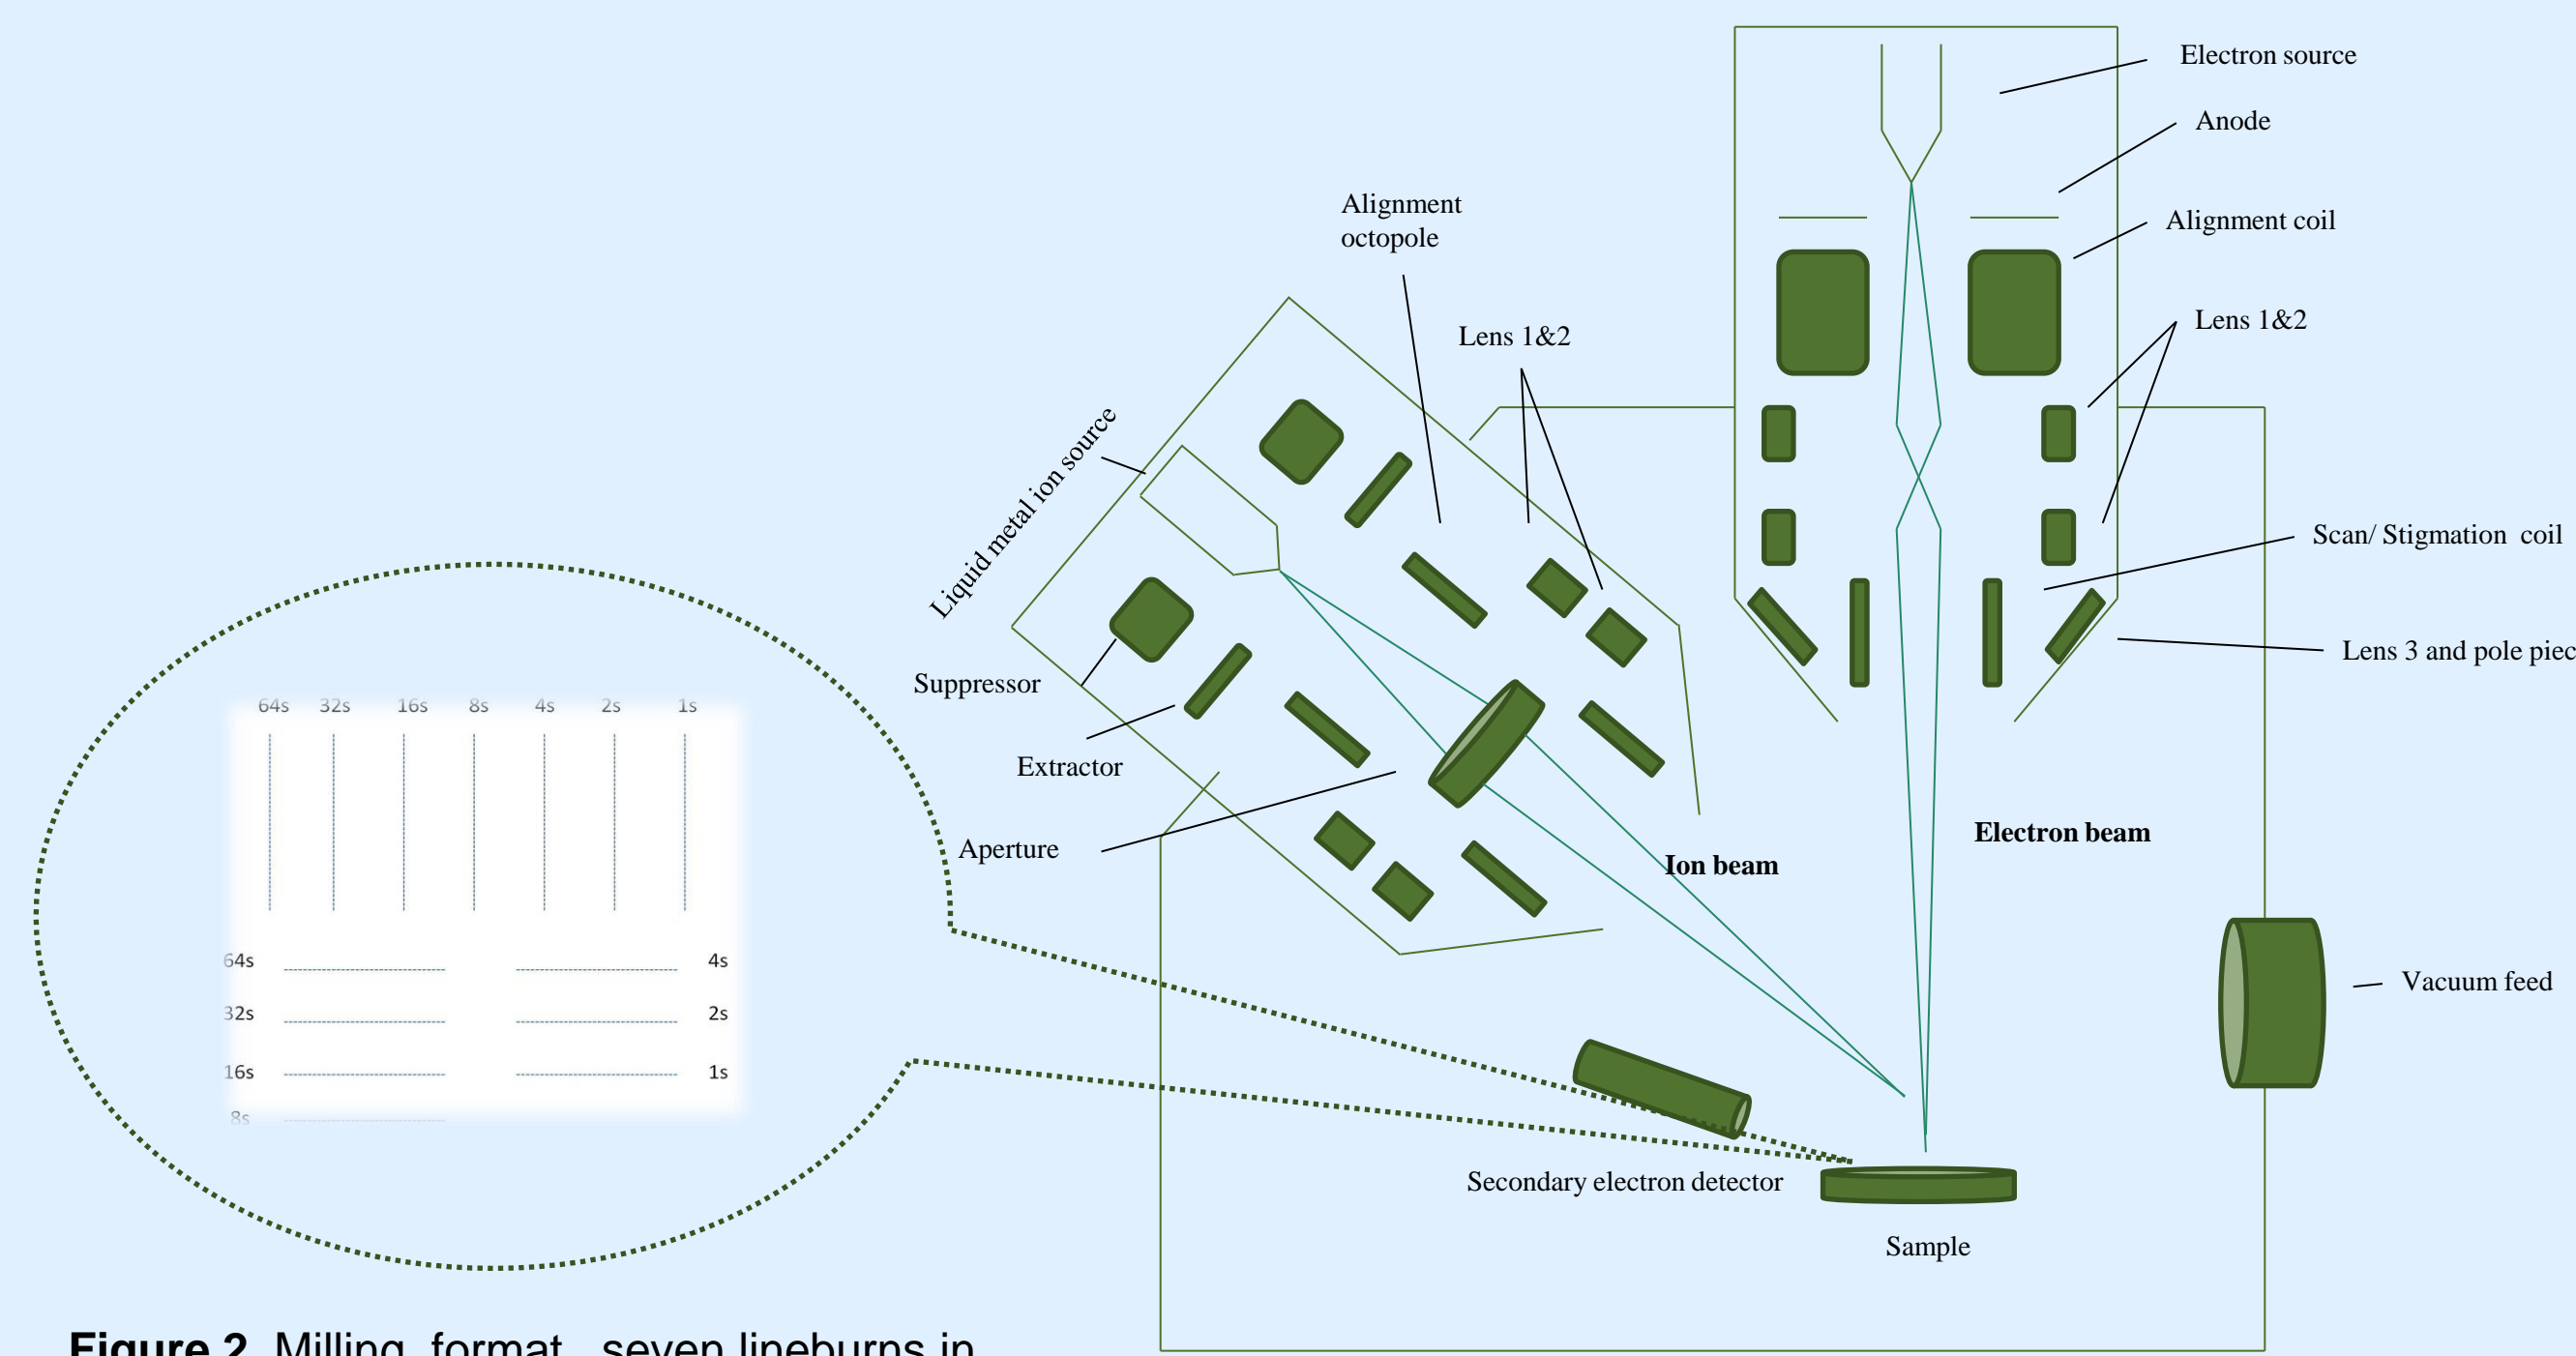 Electron source
Anode
Alignment coil
Lens 1&2
Scan/ Stigmation coil
Lens 3 and pole piec
Alignment
octopole
Lens 1&2
Liquid metal ion source
Suppressor
Extractor
Aperture
Ion beam
Electron beam
Vacuum feed
Secondary electron detector
Sample
64s 32s 16s 8s 4s 2s 1s
64s 4s
32s 2s
16s 1s
8s
Figure 2. Milling format, seven lineburns in